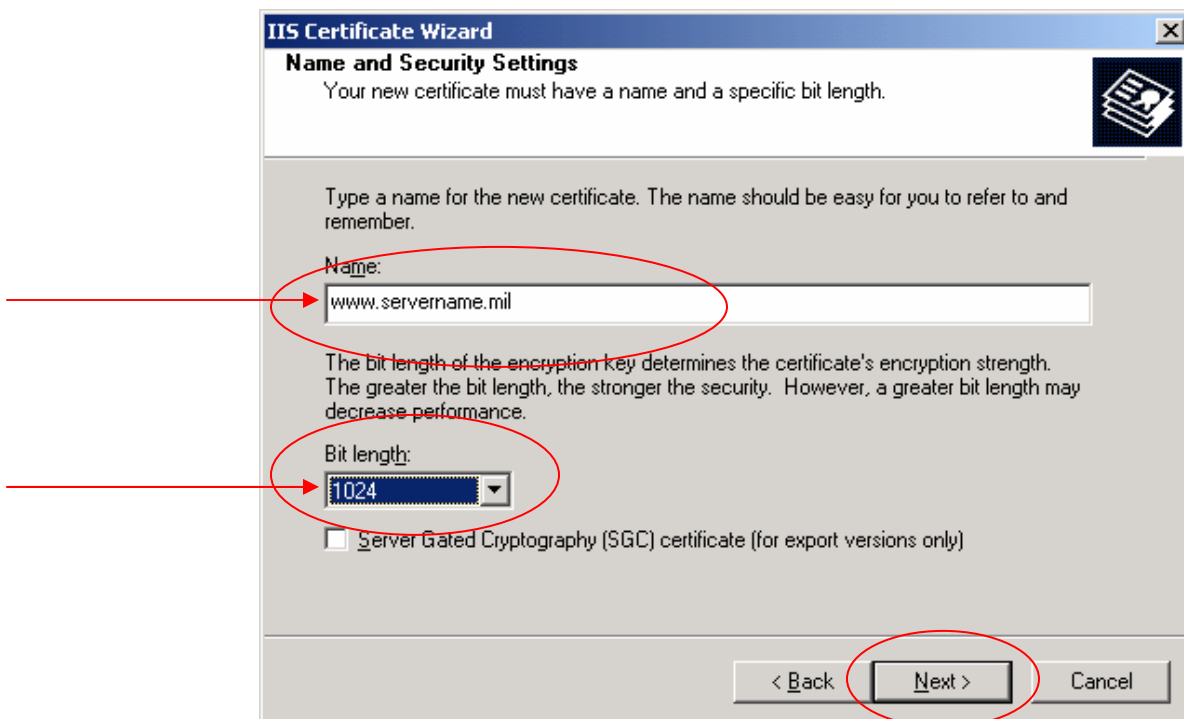 IIS Certificate Wizard
Name and Security Settings
Your new certificate must have a name and a specific bit length.
Type a name for the new certificate. The name should be easy for you to refer to and
remember.
Name:
www.servername.mil
The bit length of the encryption key determines the certificate's encryption strength.
The greater the bit length, the stronger the security.  However, a greater bit length may
decrease performance.
Bit length:
1024
Server Gated Cryptography (SGC) certificate (for export versions only)
< Back Next > Cancel